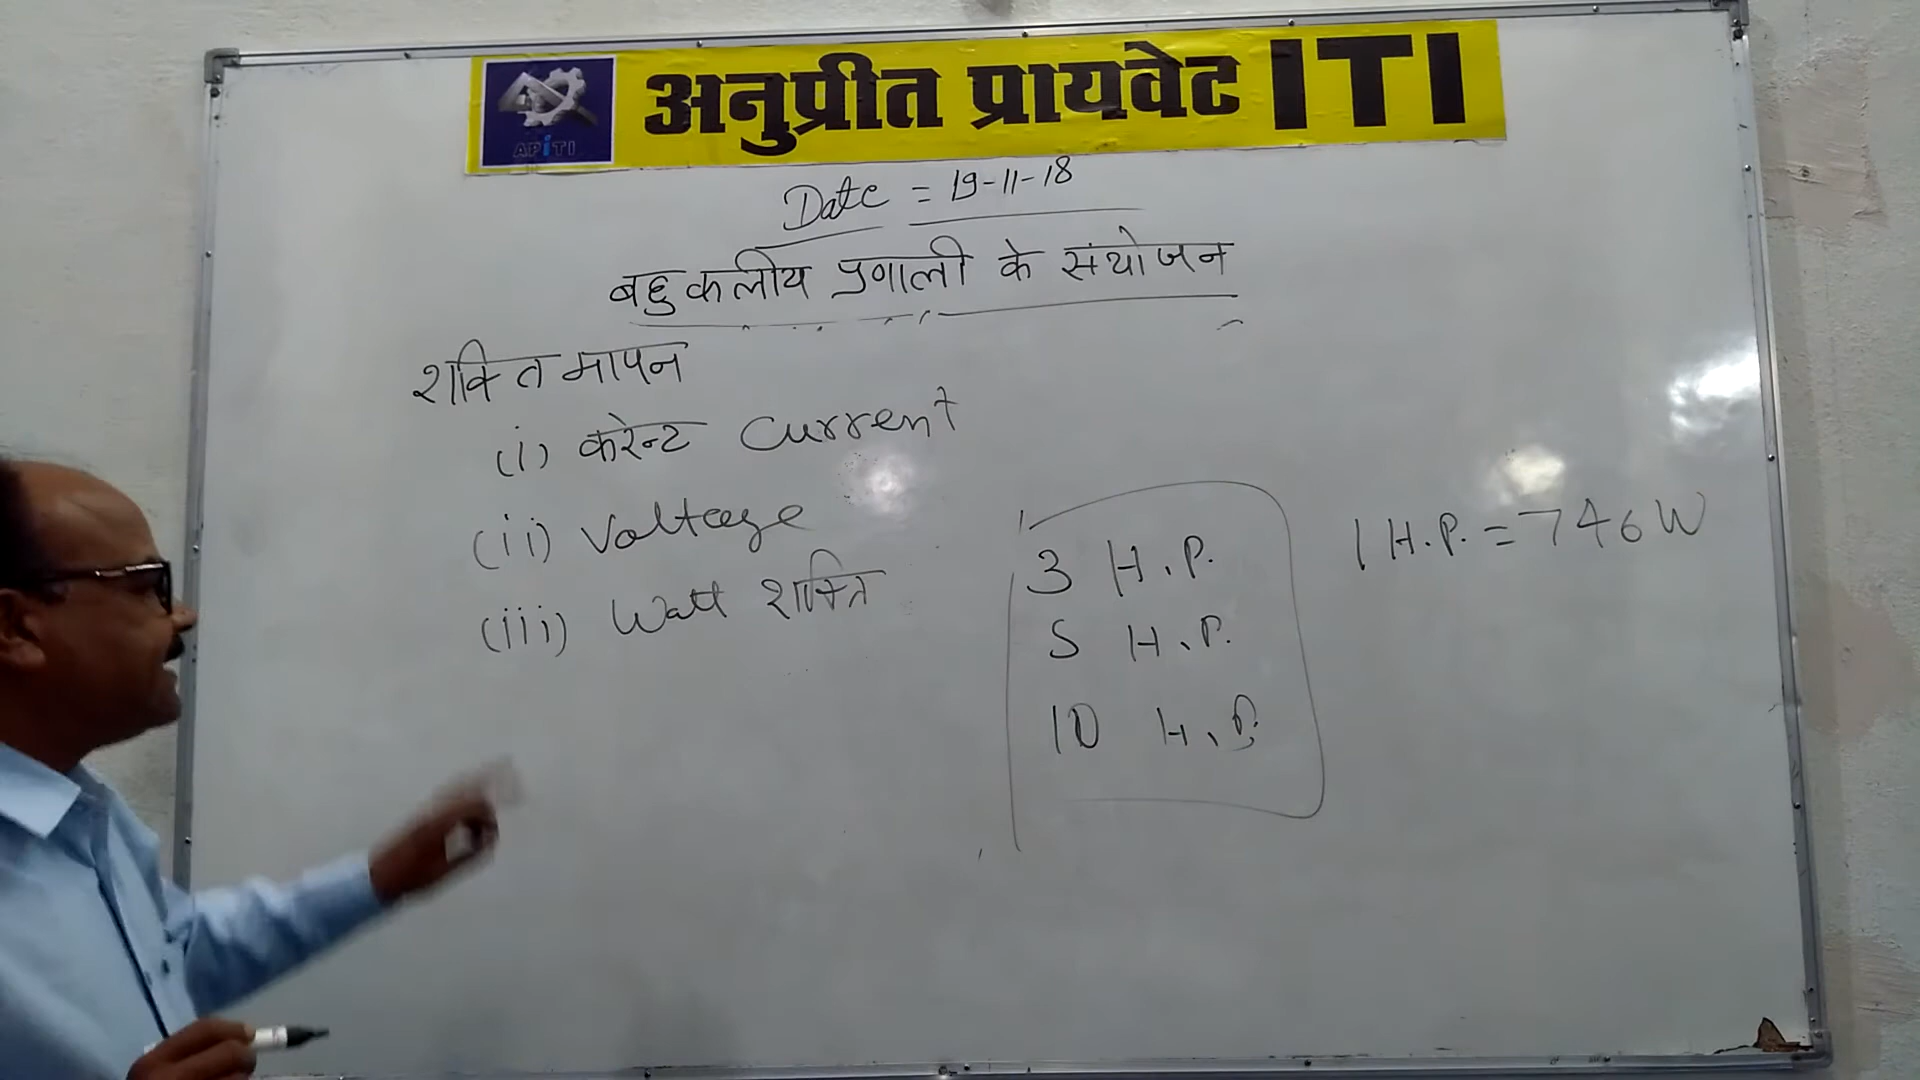 अनुप्रीत प्रायवेट ITI
APiTI
Date = 19-11-18
बहुकलीय प्रणाली के संयोजन
शक्ति मापन
(i) करेन्ट Current
(ii) Voltage
(iii) Watt शक्ति
3 H.P.
5 H.P.
10 H.P.
1 H.P. = 746W